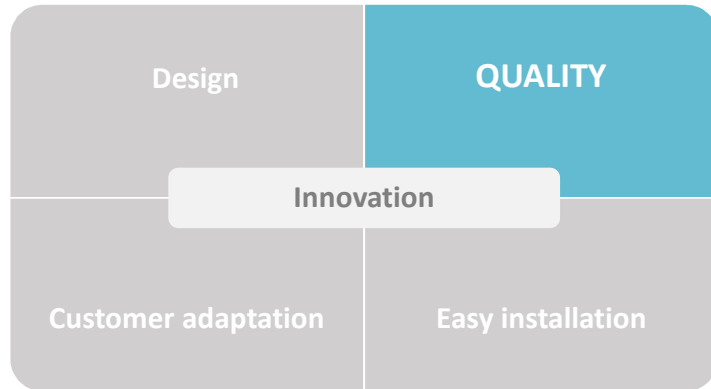 Design
QUALITY
Innovation
Customer adaptation
Easy installation